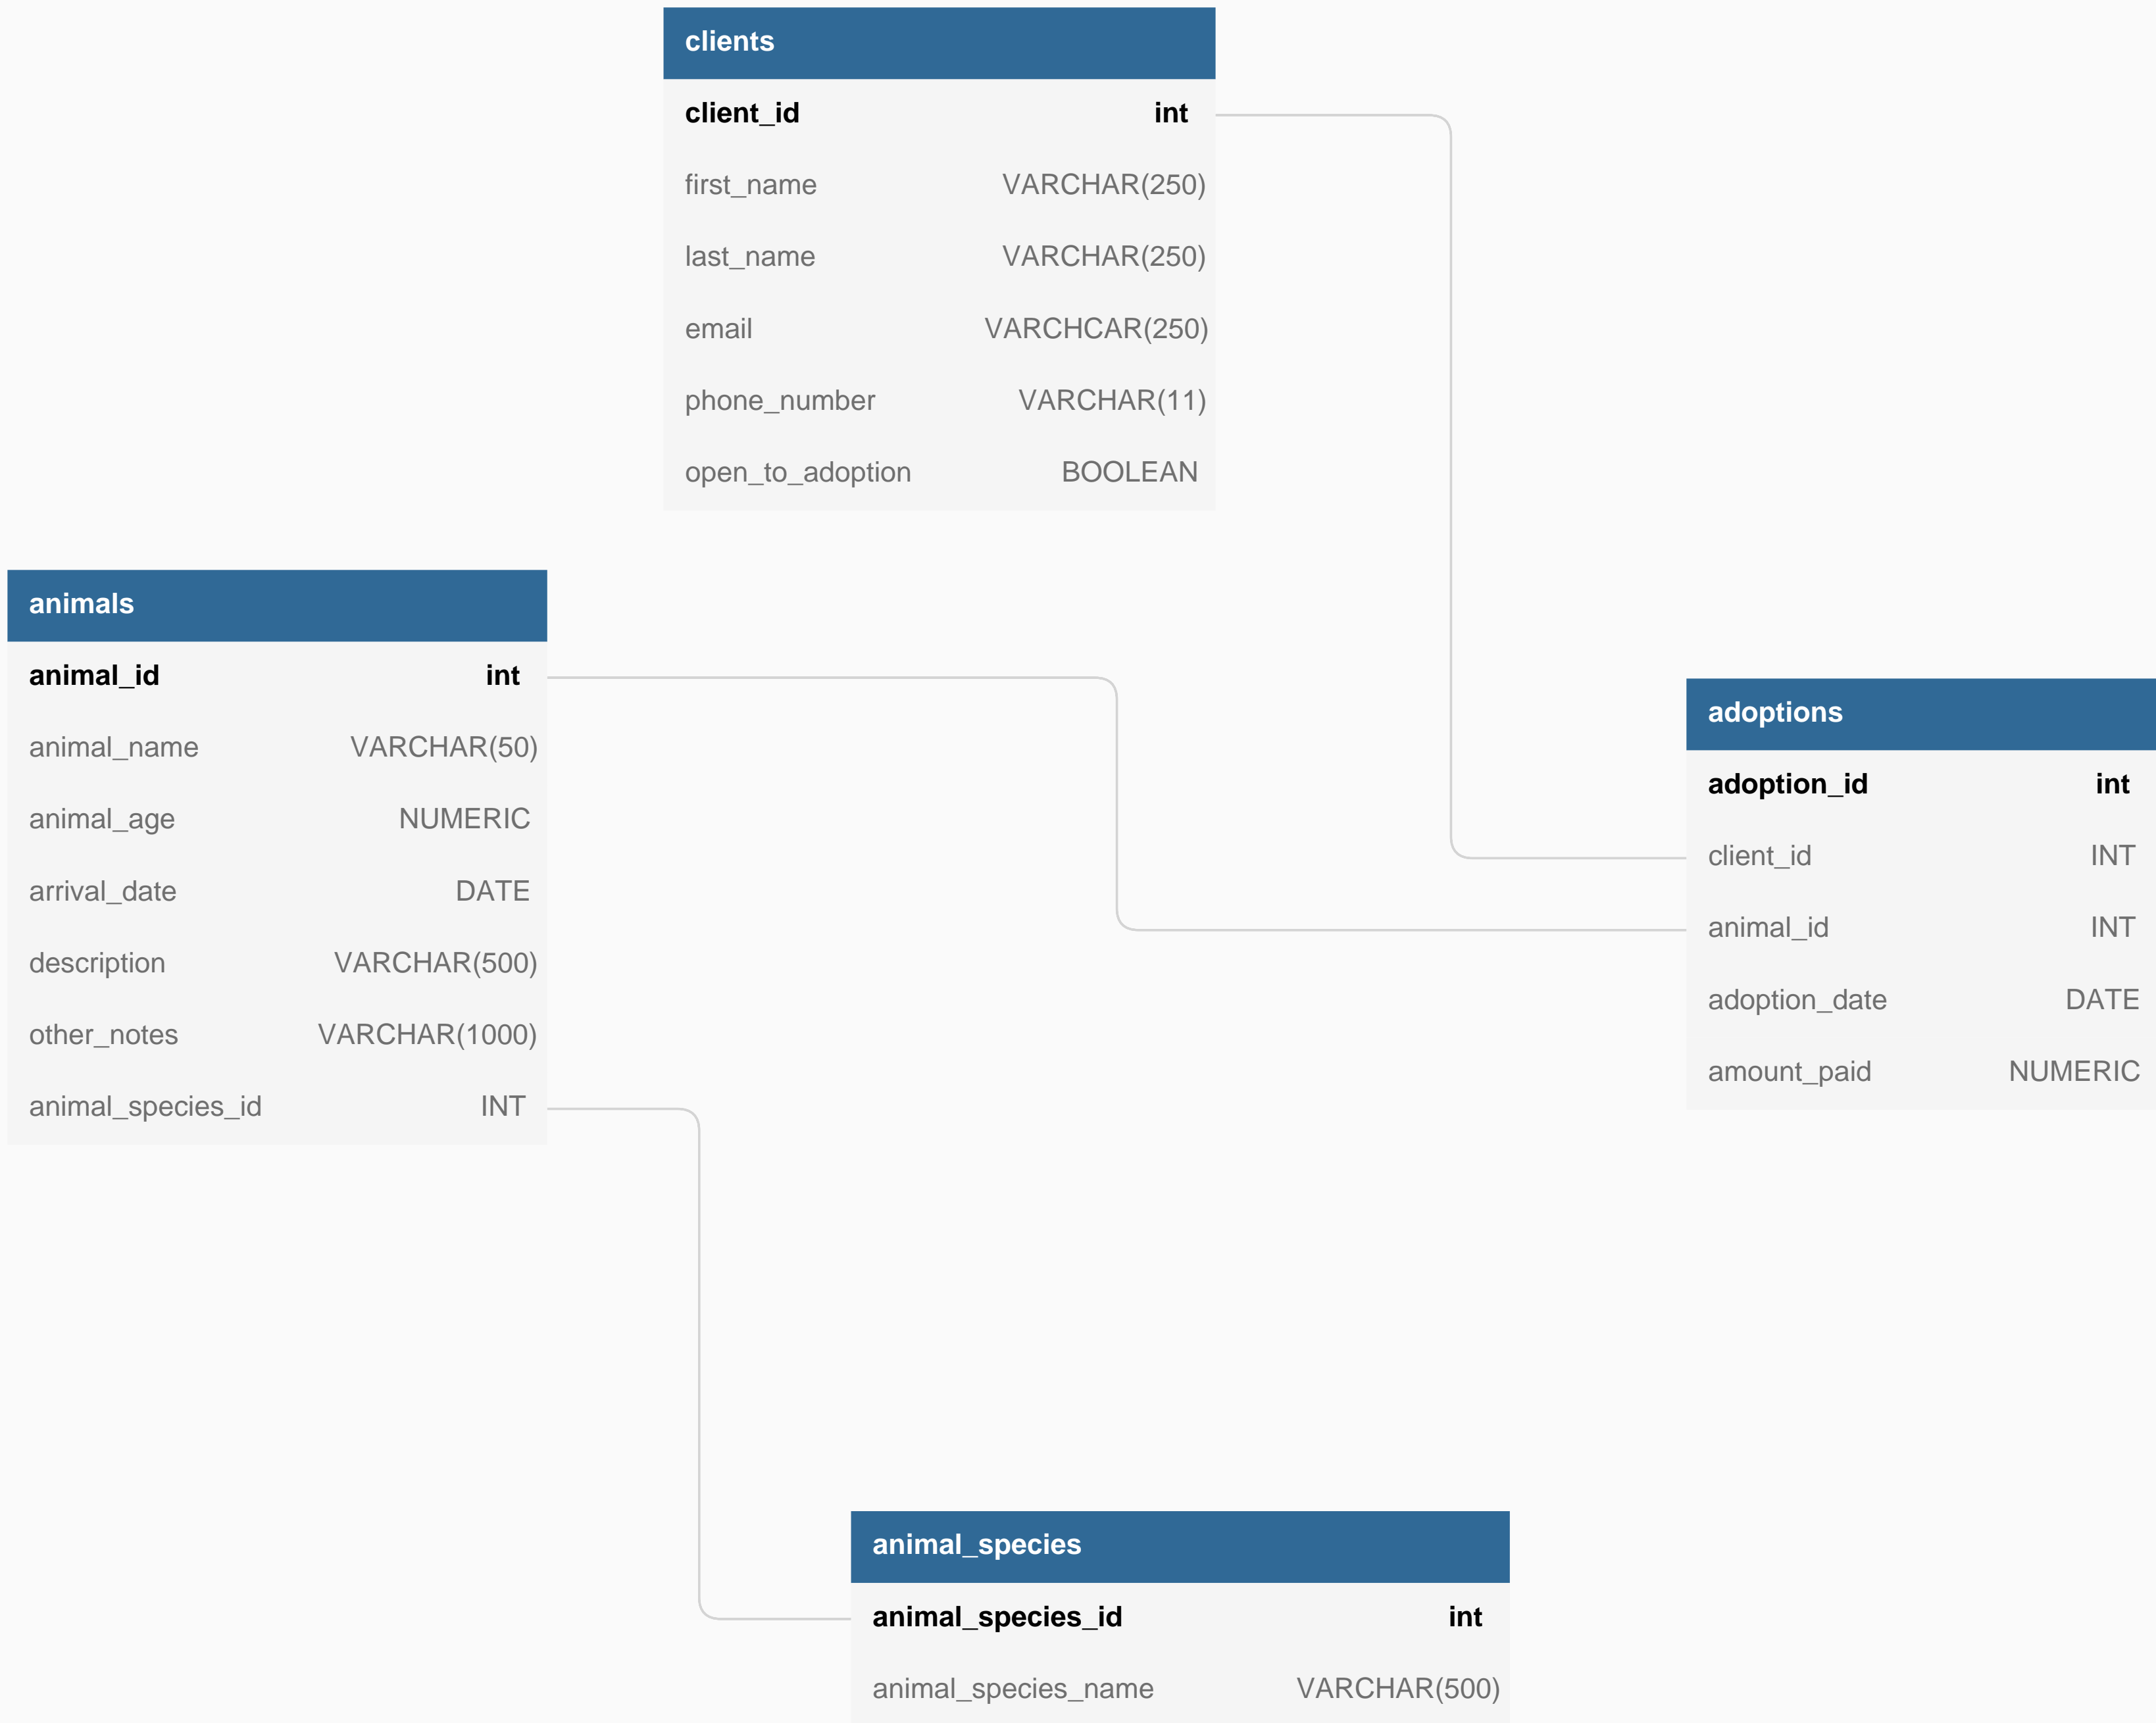 clients
client_id int
first_name VARCHAR(250)
last_name VARCHAR(250)
email VARCHCAR(250)
phone_number VARCHAR(11)
open_to_adoption BOOLEAN
animals
animal_id int
animal_name VARCHAR(50)
animal_age NUMERIC
arrival_date DATE
description VARCHAR(500)
other_notes VARCHAR(1000)
animal_species_id INT
adoptions
adoption_id int
client_id INT
animal_id INT
adoption_date DATE
amount_paid NUMERIC
animal_species
animal_species_id int
animal_species_name VARCHAR(500)